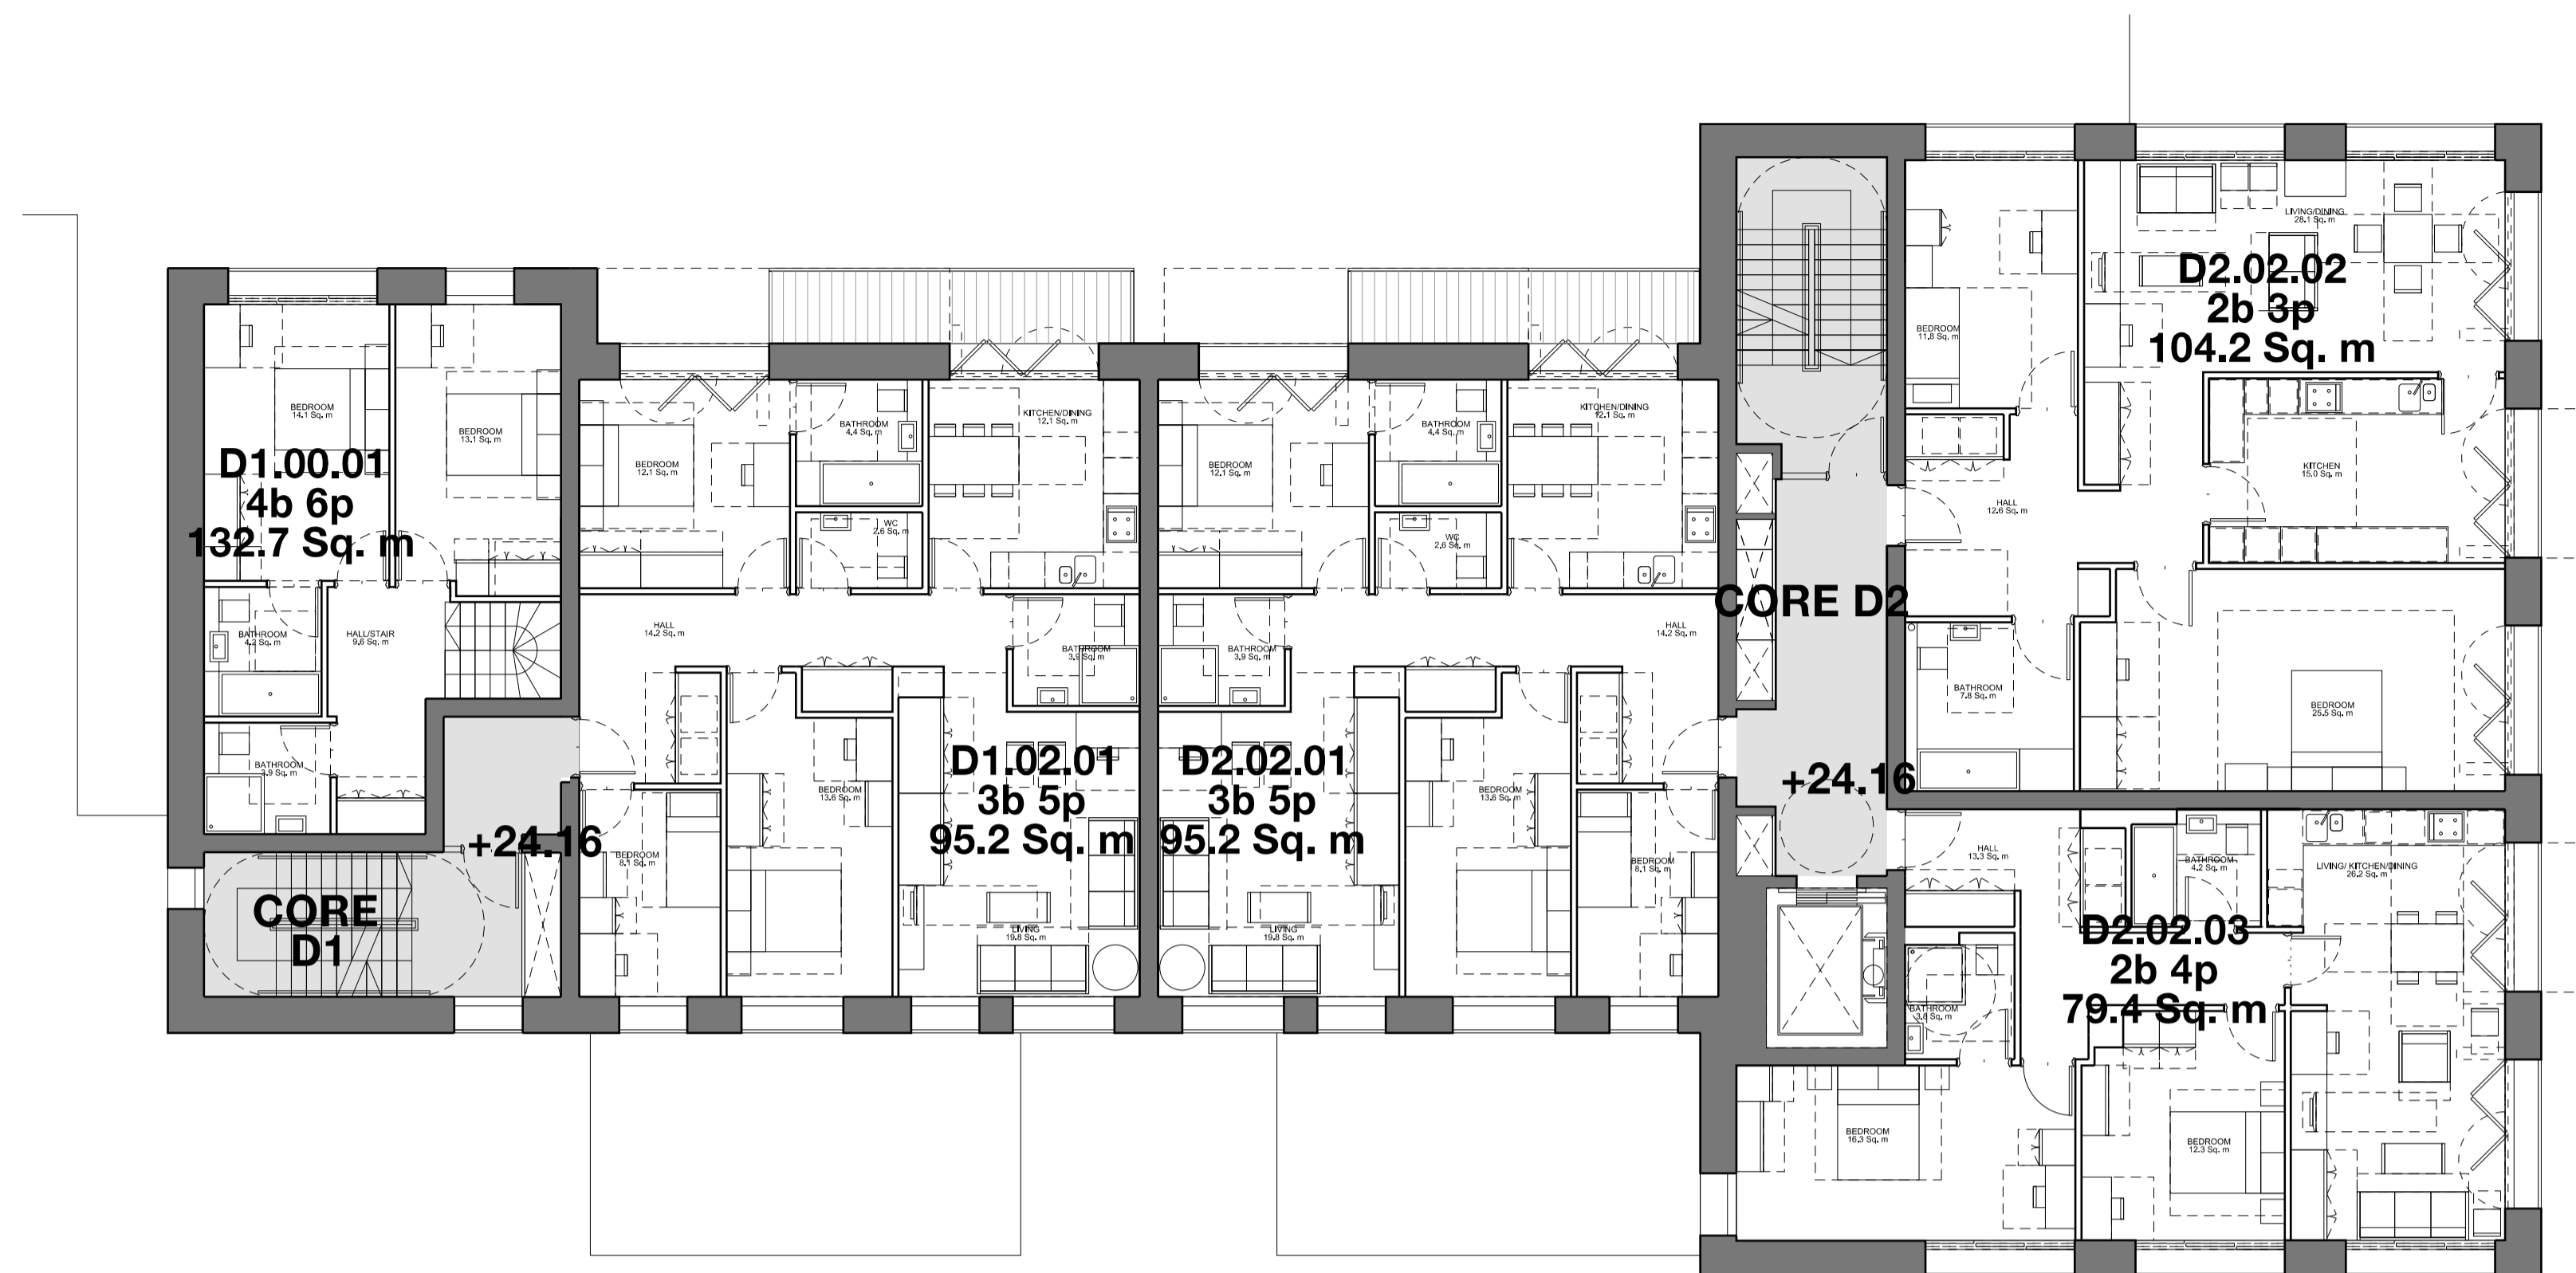 D1.00.01
4b 6p
132.7 Sq. m
BEDROOM
14.1 Sq. m
BEDROOM
13.1 Sq. m
BATHROOM
4.2 Sq. m
HALL/STAIR
9.6 Sq. m
BATHROOM
3.9 Sq. m
CORE
D1
+24.16
BEDROOM
12.1 Sq. m
BATHROOM
4.4 Sq. m
KITCHEN/DINING
12.1 Sq. m
WC
2.6 Sq. m
HALL
14.2 Sq. m
BATHROOM
3.9 Sq. m
D1.02.01
3b 5p
95.2 Sq. m
BEDROOM
13.6 Sq. m
BEDROOM
8.1 Sq. m
LIVING
19.8 Sq. m
BEDROOM
12.1 Sq. m
BATHROOM
4.4 Sq. m
KITCHEN/DINING
12.1 Sq. m
WC
2.6 Sq. m
BATHROOM
3.9 Sq. m
HALL
14.2 Sq. m
D2.02.01
3b 5p
95.2 Sq. m
BEDROOM
13.6 Sq. m
BEDROOM
8.1 Sq. m
LIVING
19.8 Sq. m
CORE D2
+24.16
LIVING/DINING
28.1 Sq. m
D2.02.02
2b 3p
104.2 Sq. m
BEDROOM
11.8 Sq. m
KITCHEN
15.0 Sq. m
HALL
12.6 Sq. m
BATHROOM
7.8 Sq. m
BEDROOM
25.5 Sq. m
HALL
13.3 Sq. m
BATHROOM
4.2 Sq. m
LIVING/ KITCHEN/DINING
26.2 Sq. m
D2.02.03
2b 4p
79.4 Sq. m
BATHROOM
3.8 Sq. m
BEDROOM
16.3 Sq. m
BEDROOM
12.3 Sq. m